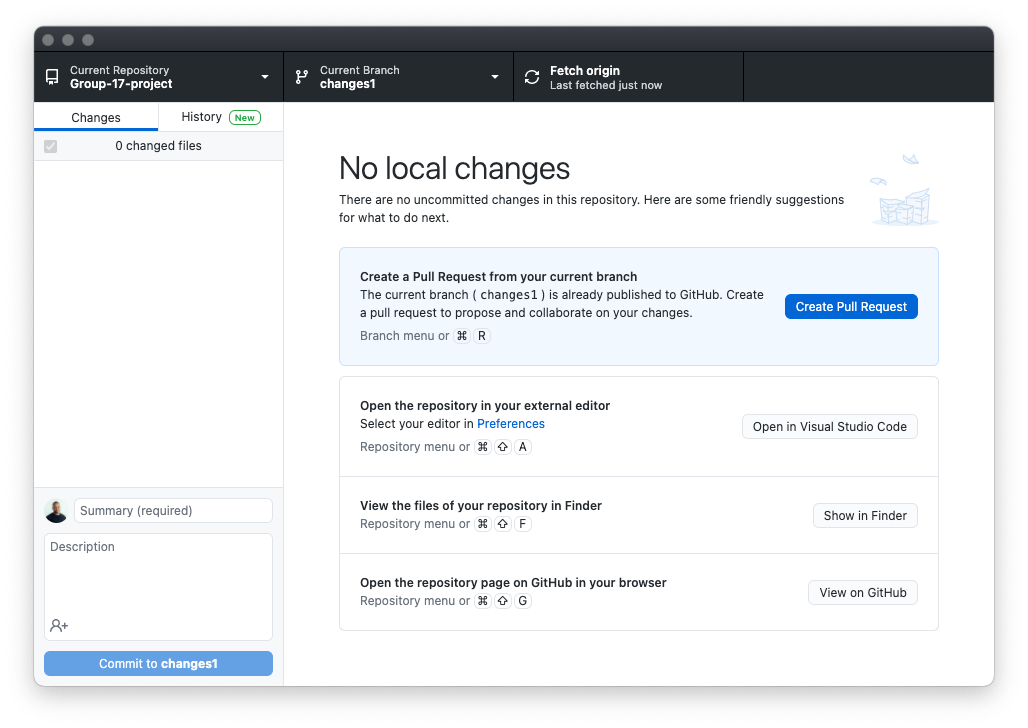 Current Repository
Group-17-project
Current Branch
changes1
Fetch origin
Last fetched just now
Changes
History New
0 changed files
No local changes
There are no uncommitted changes in this repository. Here are some friendly suggestions
for what to do next.
Create a Pull Request from your current branch
The current branch ( changes1 ) is already published to GitHub. Create
a pull request to propose and collaborate on your changes.
Branch menu or ⌘ R
Create Pull Request
Open the repository in your external editor
Select your editor in Preferences
Repository menu or ⌘ ⇧ A
Open in Visual Studio Code
View the files of your repository in Finder
Repository menu or ⌘ ⇧ F
Show in Finder
Open the repository page on GitHub in your browser
Repository menu or ⌘ ⇧ G
View on GitHub
Summary (required)
Description
Commit to changes1